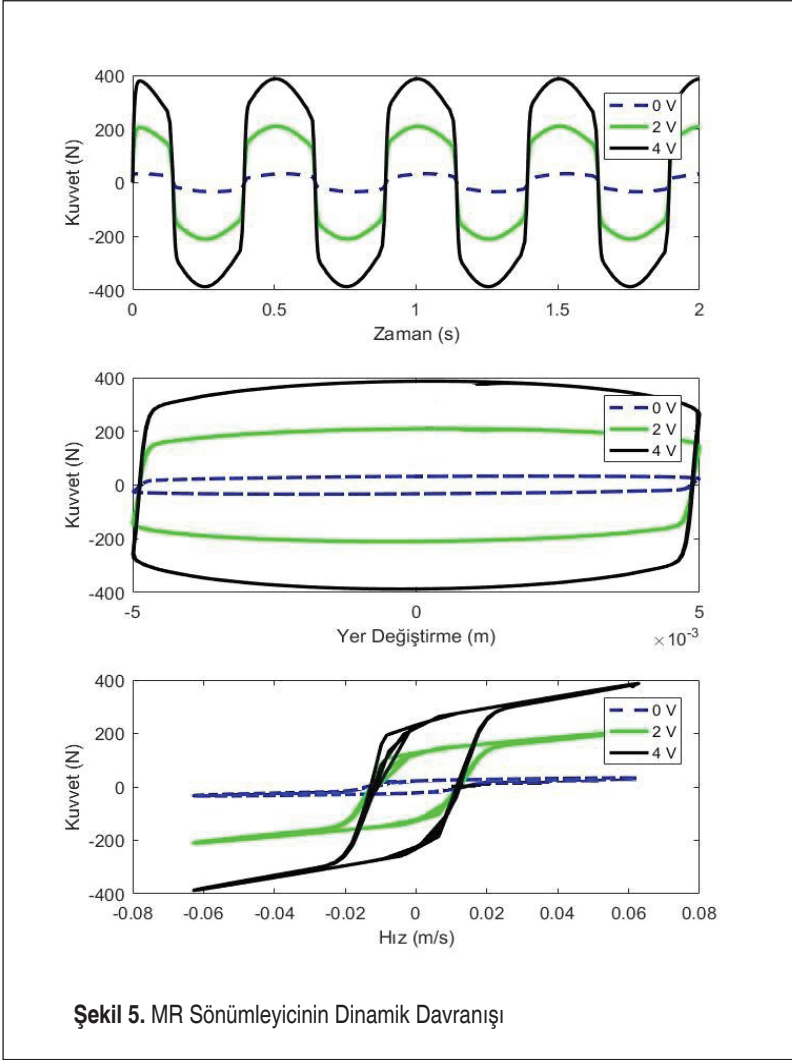 400
200
0
-200
-400
Kuvvet (N)
0 V
2 V
4 V
0 0.5 1 1.5 2
Zaman (s)
400
200
0
-200
-400
Kuvvet (N)
0 V
2 V
4 V
-5 0 5
Yer Değiştirme (m)
×10-3
400
200
0
-200
-400
Kuvvet (N)
0 V
2 V
4 V
-0.08 -0.06 -0.04 -0.02 0 0.02 0.04 0.06 0.08
Hız (m/s)
Şekil 5. MR Sönümleyicinin Dinamik Davranışı